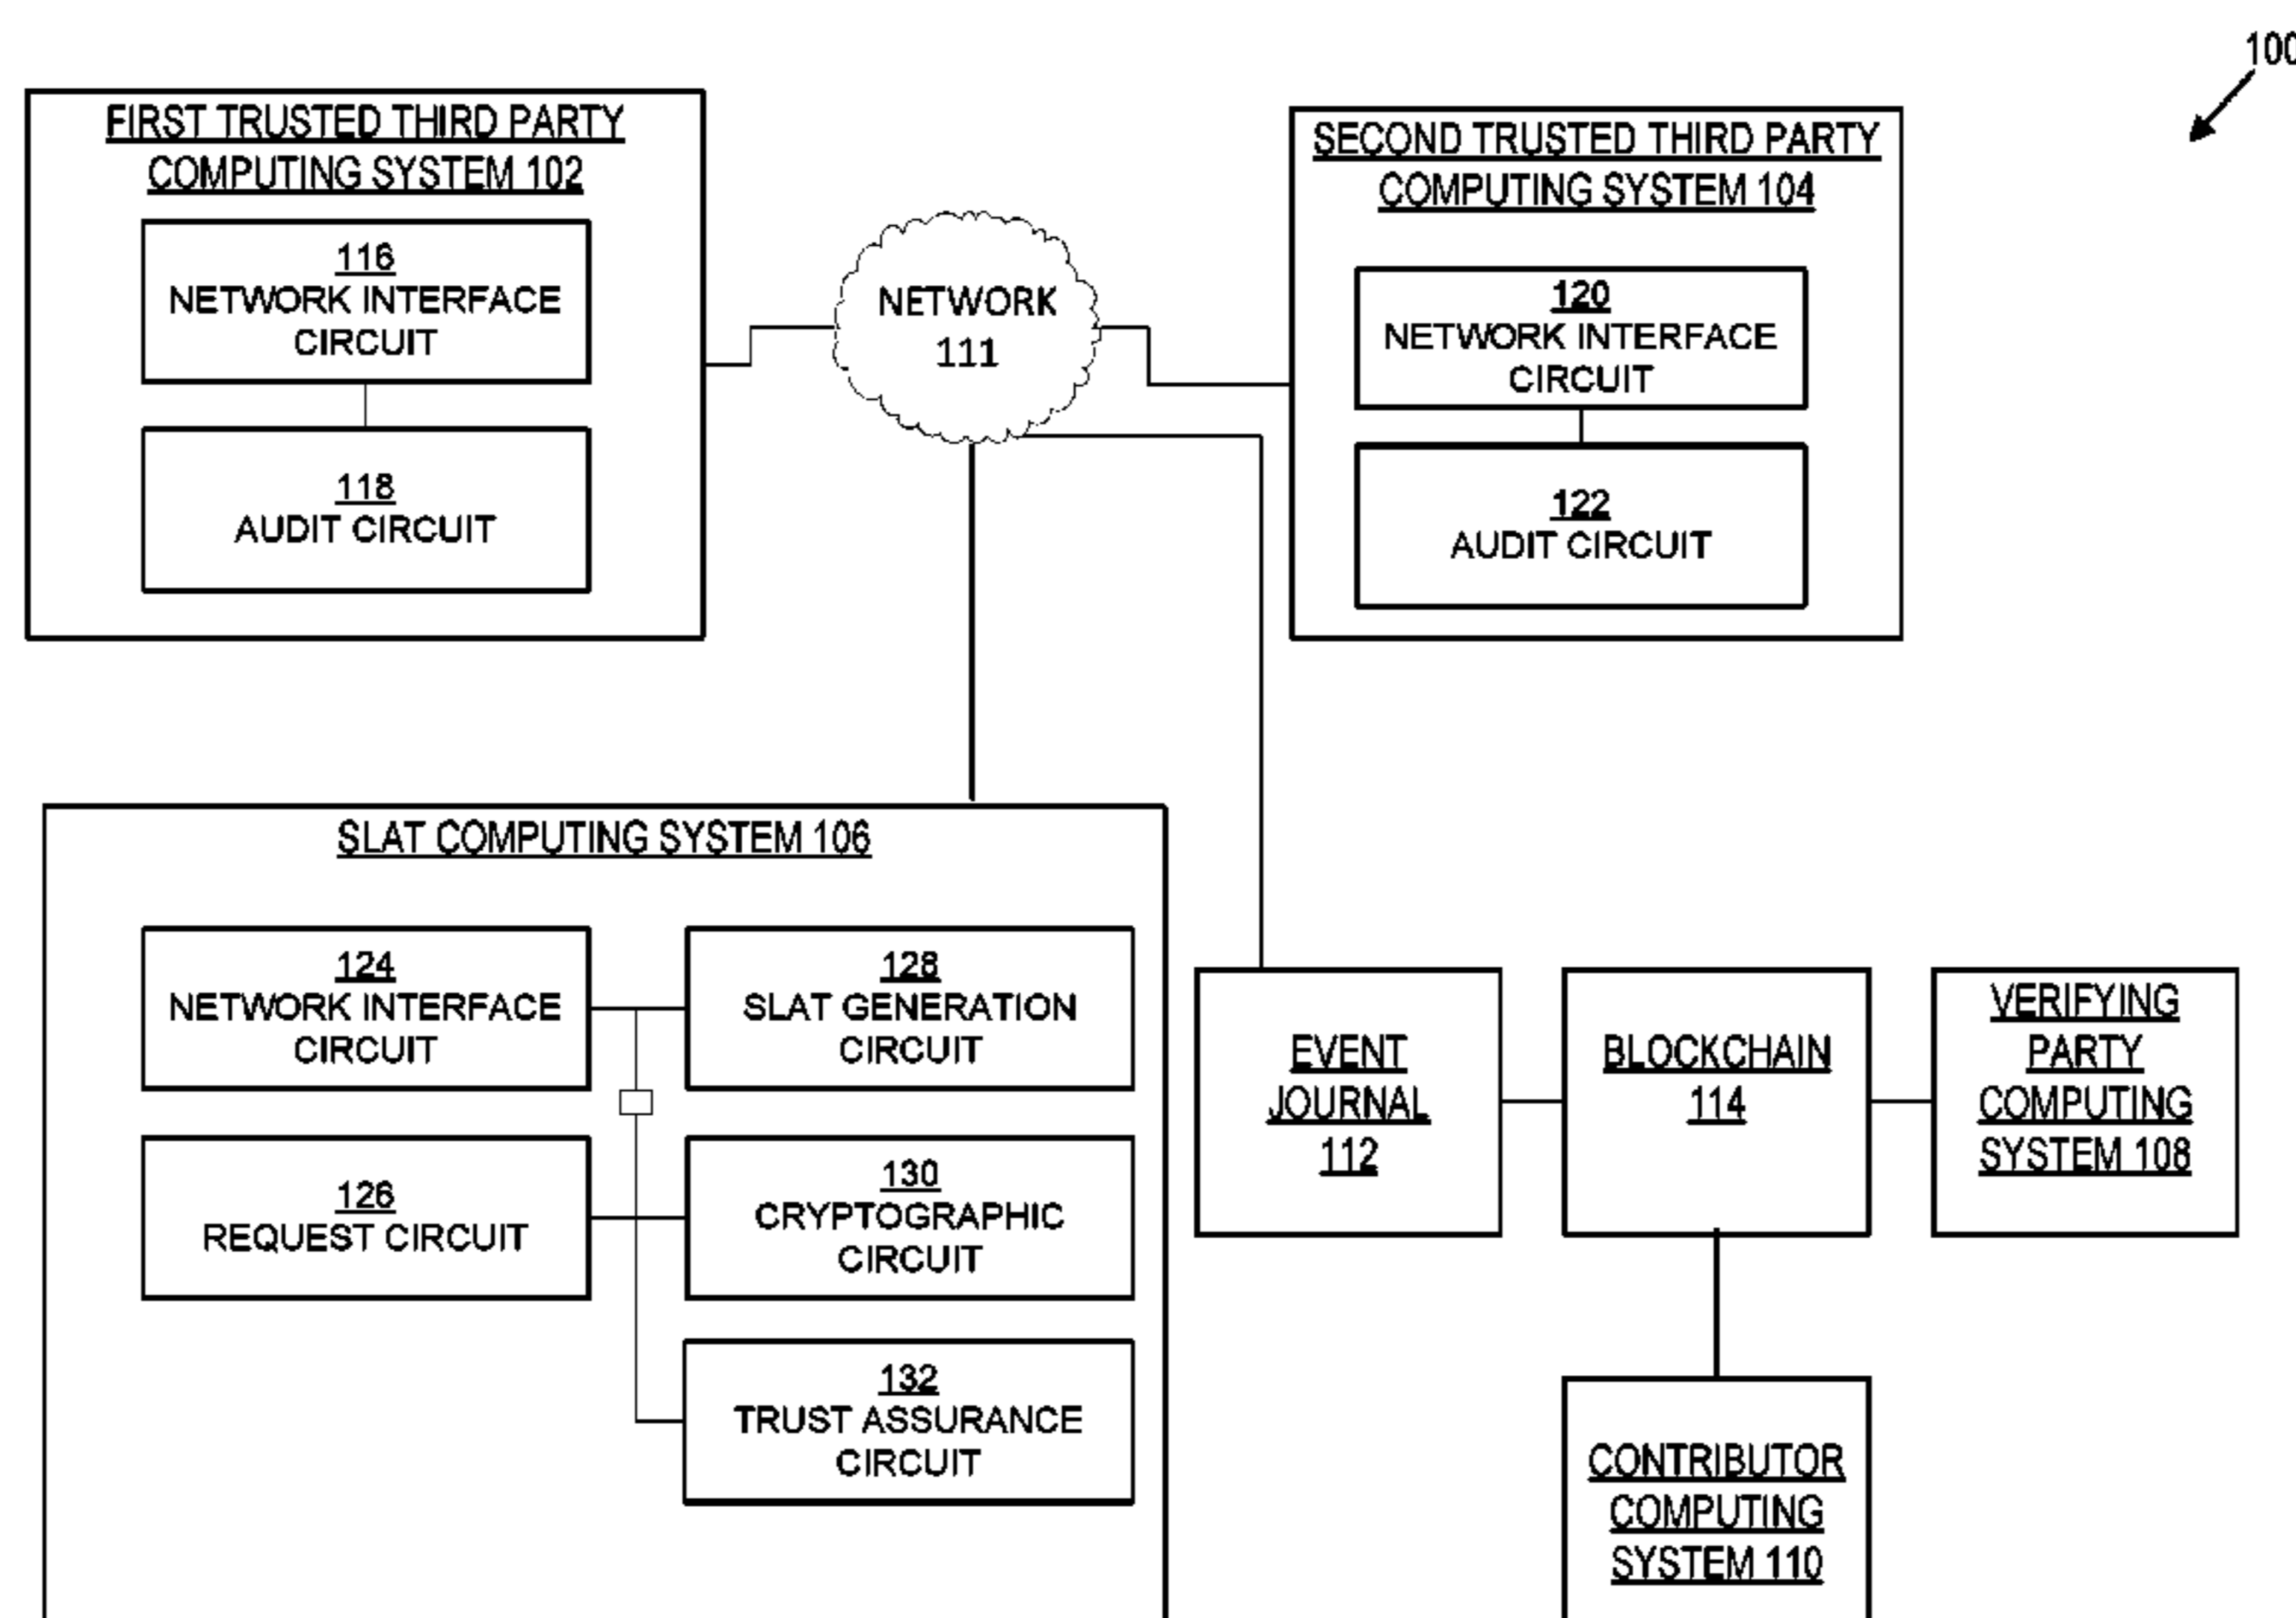 100
FIRST TRUSTED THIRD PARTY
COMPUTING SYSTEM 102
116
NETWORK INTERFACE
CIRCUIT
118
AUDIT CIRCUIT
NETWORK
111
SECOND TRUSTED THIRD PARTY
COMPUTING SYSTEM 104
120
NETWORK INTERFACE
CIRCUIT
122
AUDIT CIRCUIT
SLAT COMPUTING SYSTEM 106
124
NETWORK INTERFACE
CIRCUIT
128
SLAT GENERATION
CIRCUIT
126
REQUEST CIRCUIT
130
CRYPTOGRAPHIC
CIRCUIT
132
TRUST ASSURANCE
CIRCUIT
EVENT
JOURNAL
112
BLOCKCHAIN
114
VERIFYING
PARTY
COMPUTING
SYSTEM 108
CONTRIBUTOR
COMPUTING
SYSTEM 110